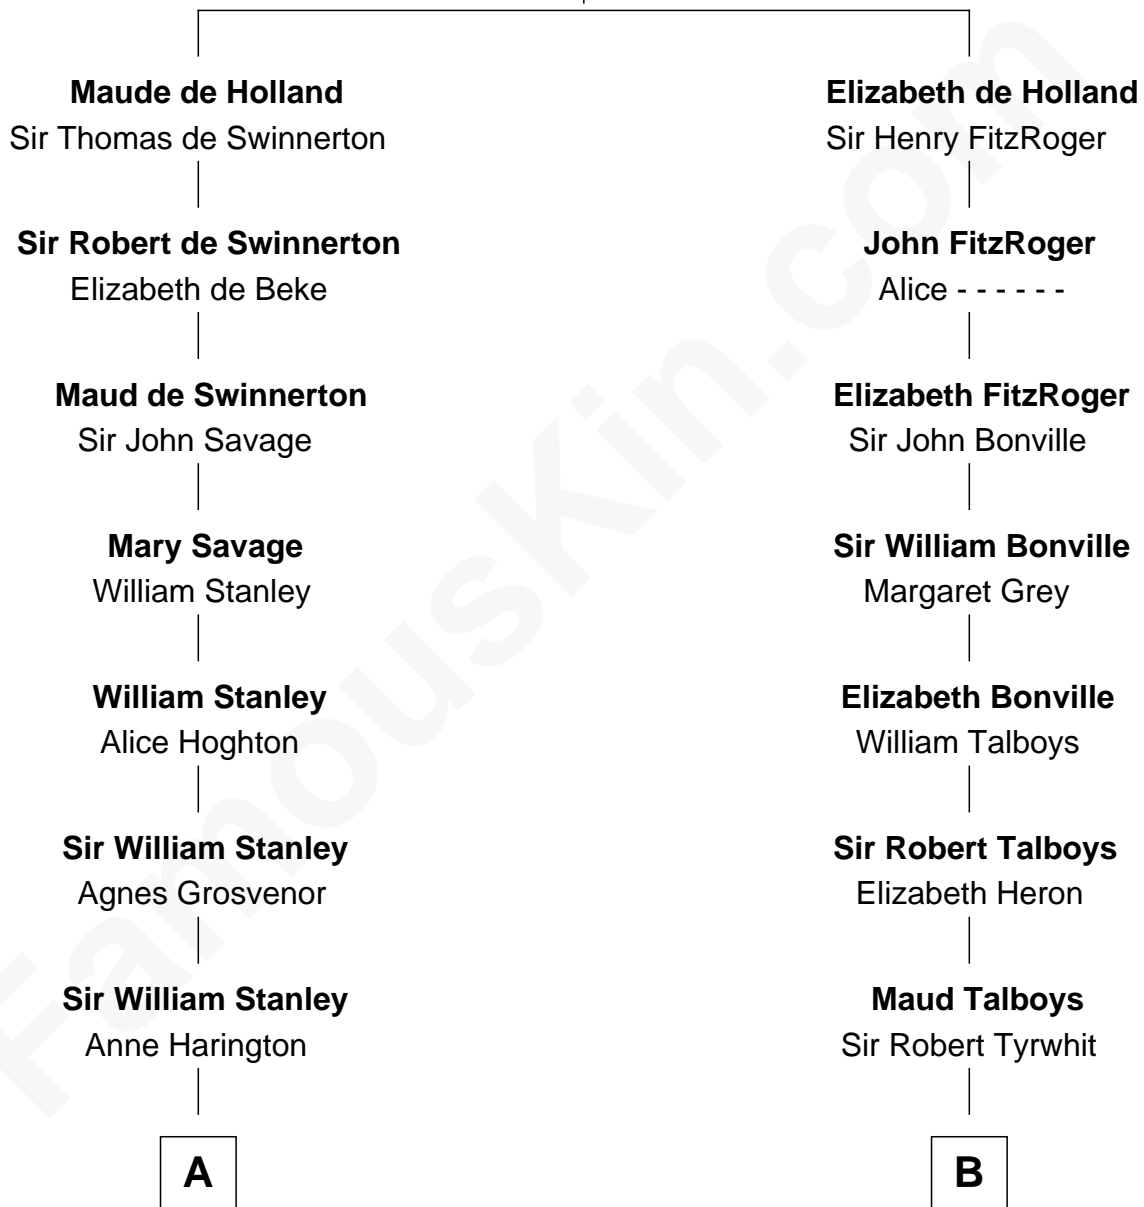 Maude de Holland
Sir Thomas de Swinnerton
Sir Robert de Swinnerton
Elizabeth de Beke
Maud de Swinnerton
Sir John Savage
Mary Savage
William Stanley
William Stanley
Alice Hoghton
Sir William Stanley
Agnes Grosvenor
Sir William Stanley
Anne Harington
A
Elizabeth de Holland
Sir Henry FitzRoger
John FitzRoger
Alice - - - - - -
Elizabeth FitzRoger
Sir John Bonville
Sir William Bonville
Margaret Grey
Elizabeth Bonville
William Talboys
Sir Robert Talboys
Elizabeth Heron
Maud Talboys
Sir Robert Tyrwhit
B
FamousKin.com